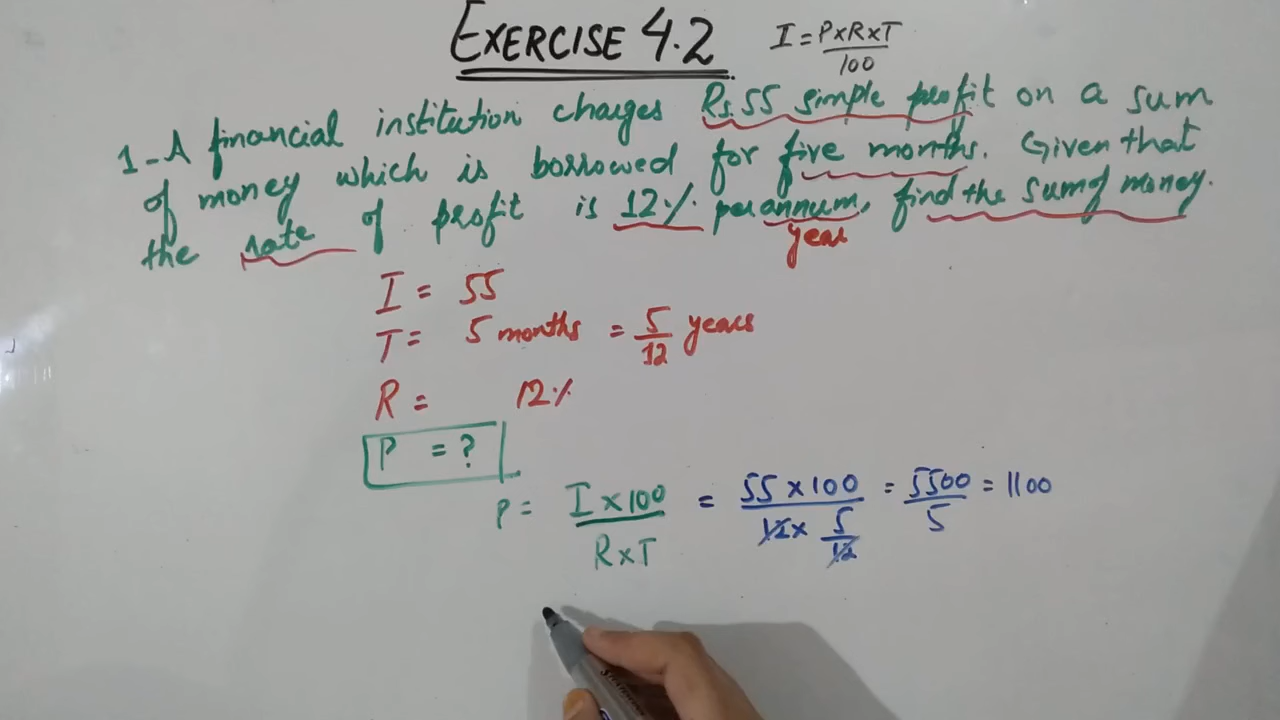 EXERCISE 4.2
I = P×R×T / 100
1-A financial institution charges Rs.55 simple profit on a sum
of money which is borrowed for five months. Given that
the rate of profit is 12% per annum, find the sum of money.
year
I = 55
T = 5 months = 5/12 years
R = 12%
P = ?
P = I×100 / R×T = 55×100 / 12× 5/12 = 5500/5 = 1100